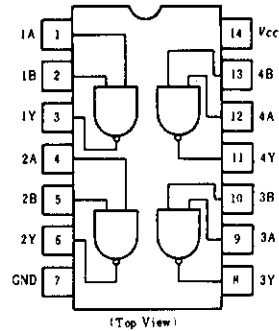 1A 1 14 Vcc
1B 2 13 4B
1Y 3 12 4A
2A 4 11 4Y
2B 5 10 3B
2Y 6 9 3A
GND 7 8 3Y
(Top View)